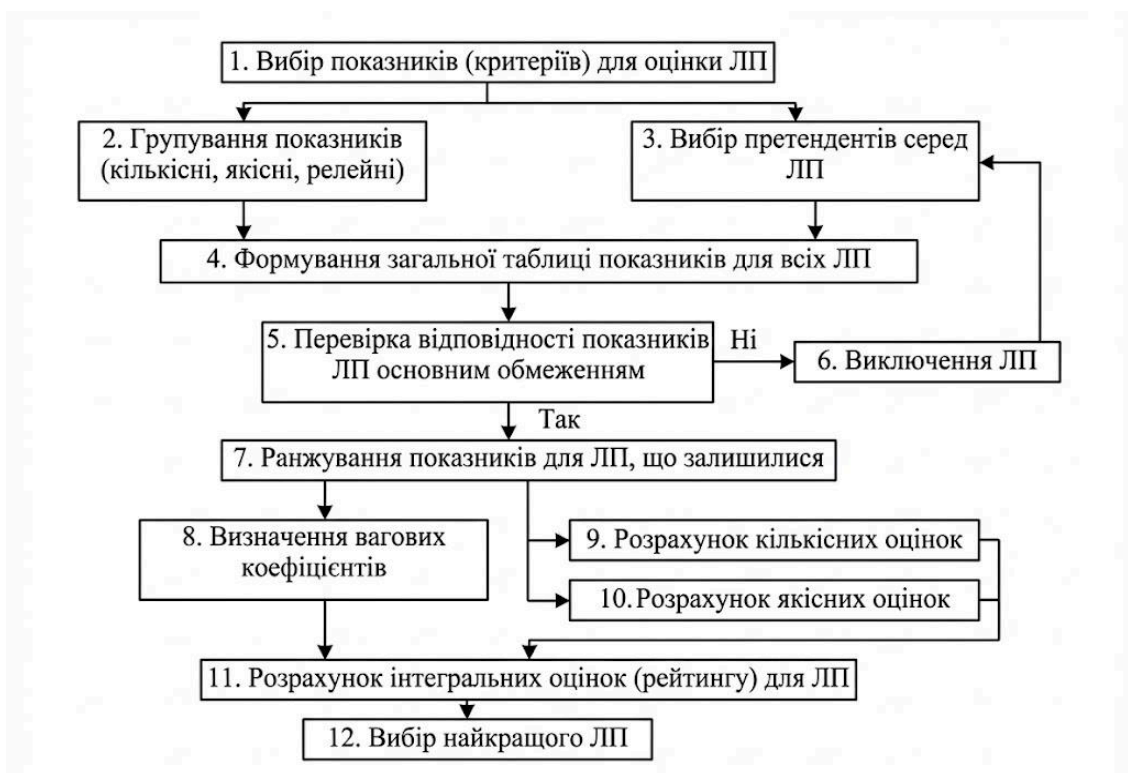 1. Вибір показників (критеріїв) для оцінки ЛП
2. Групування показників
(кількісні, якісні, релейні)
3. Вибір претендентів серед
ЛП
4. Формування загальної таблиці показників для всіх ЛП
5. Перевірка відповідності показників
ЛП основним обмеженням
Ні
6. Виключення ЛП
Так
7. Ранжування показників для ЛП, що залишилися
8. Визначення вагових
коефіцієнтів
9. Розрахунок кількісних оцінок
10. Розрахунок якісних оцінок
11. Розрахунок інтегральних оцінок (рейтингу) для ЛП
12. Вибір найкращого ЛП